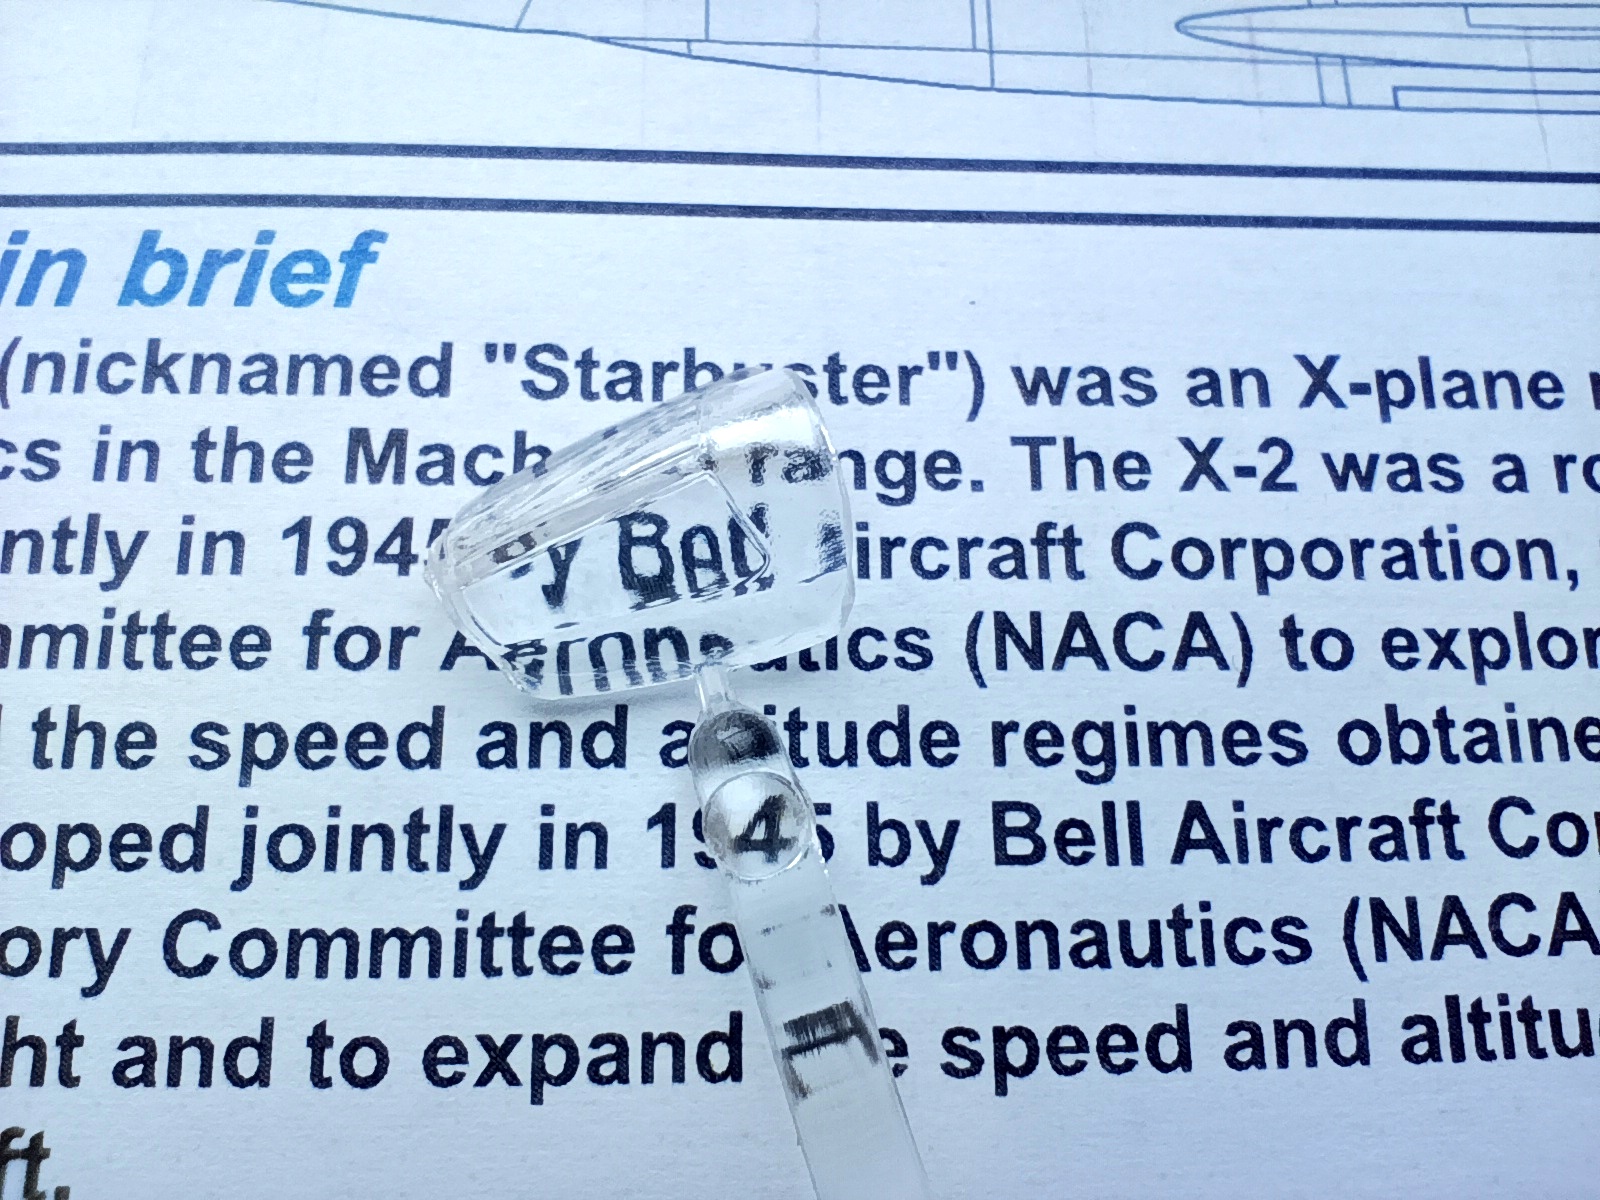 in brief
(nicknamed "Starbuster") was an X-plane
cs in the Mach range. The X-2 was a
ntly in 1945 by Bell Aircraft Corporation,
mmittee for Aeronautics (NACA) to explor
the speed and altitude regimes obtaine
oped jointly in 1945 by Bell Aircraft Cor
ory Committee for Aeronautics (NACA
ht and to expand the speed and altitu
ft.